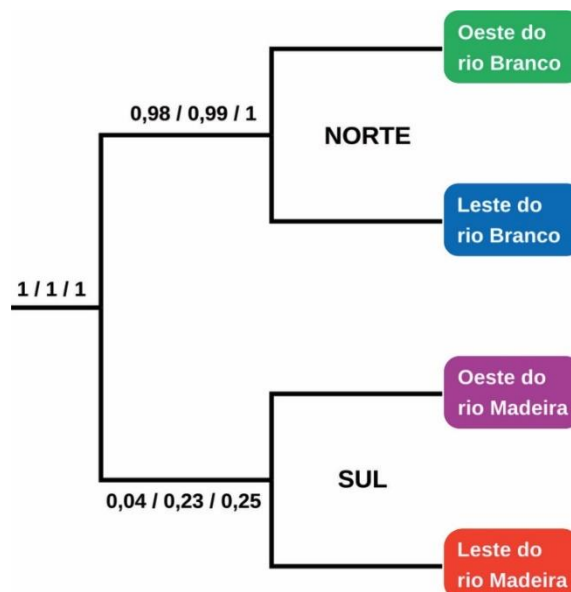 Oeste do
rio Branco
0,98 / 0,99 / 1
NORTE
Leste do
rio Branco
1 / 1 / 1
Oeste do
rio Madeira
SUL
0,04 / 0,23 / 0,25
Leste do
rio Madeira